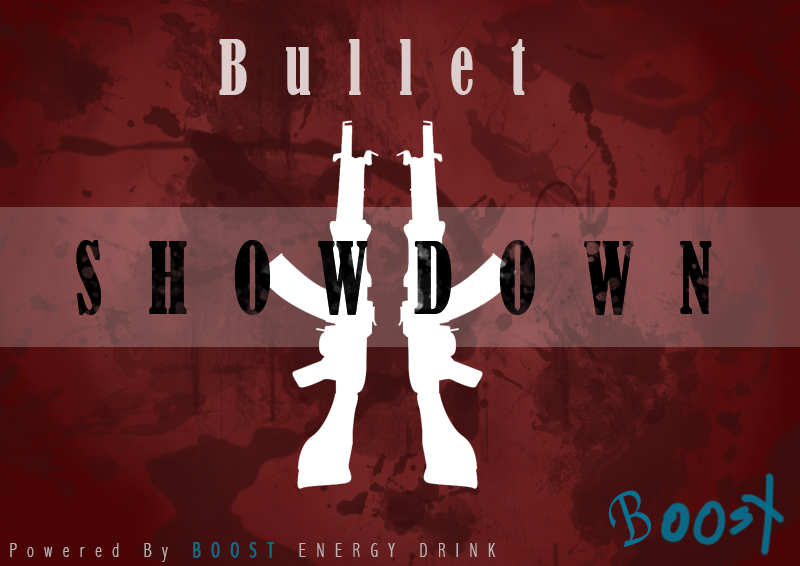 Bullet
SHOWDOWN
Boost
Powered By BOOST ENERGY DRINK